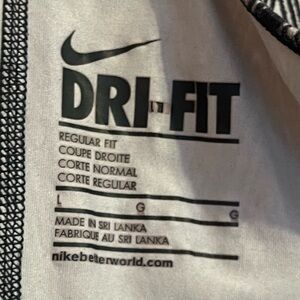 DRI-FIT
REGULAR FIT
COUPE DROITE
CORTE NORMAL
CORTE REGULAR
L G G
MADE IN SRI LANKA
FABRIQUE AU SRI LANKA
nikebetterworld.com